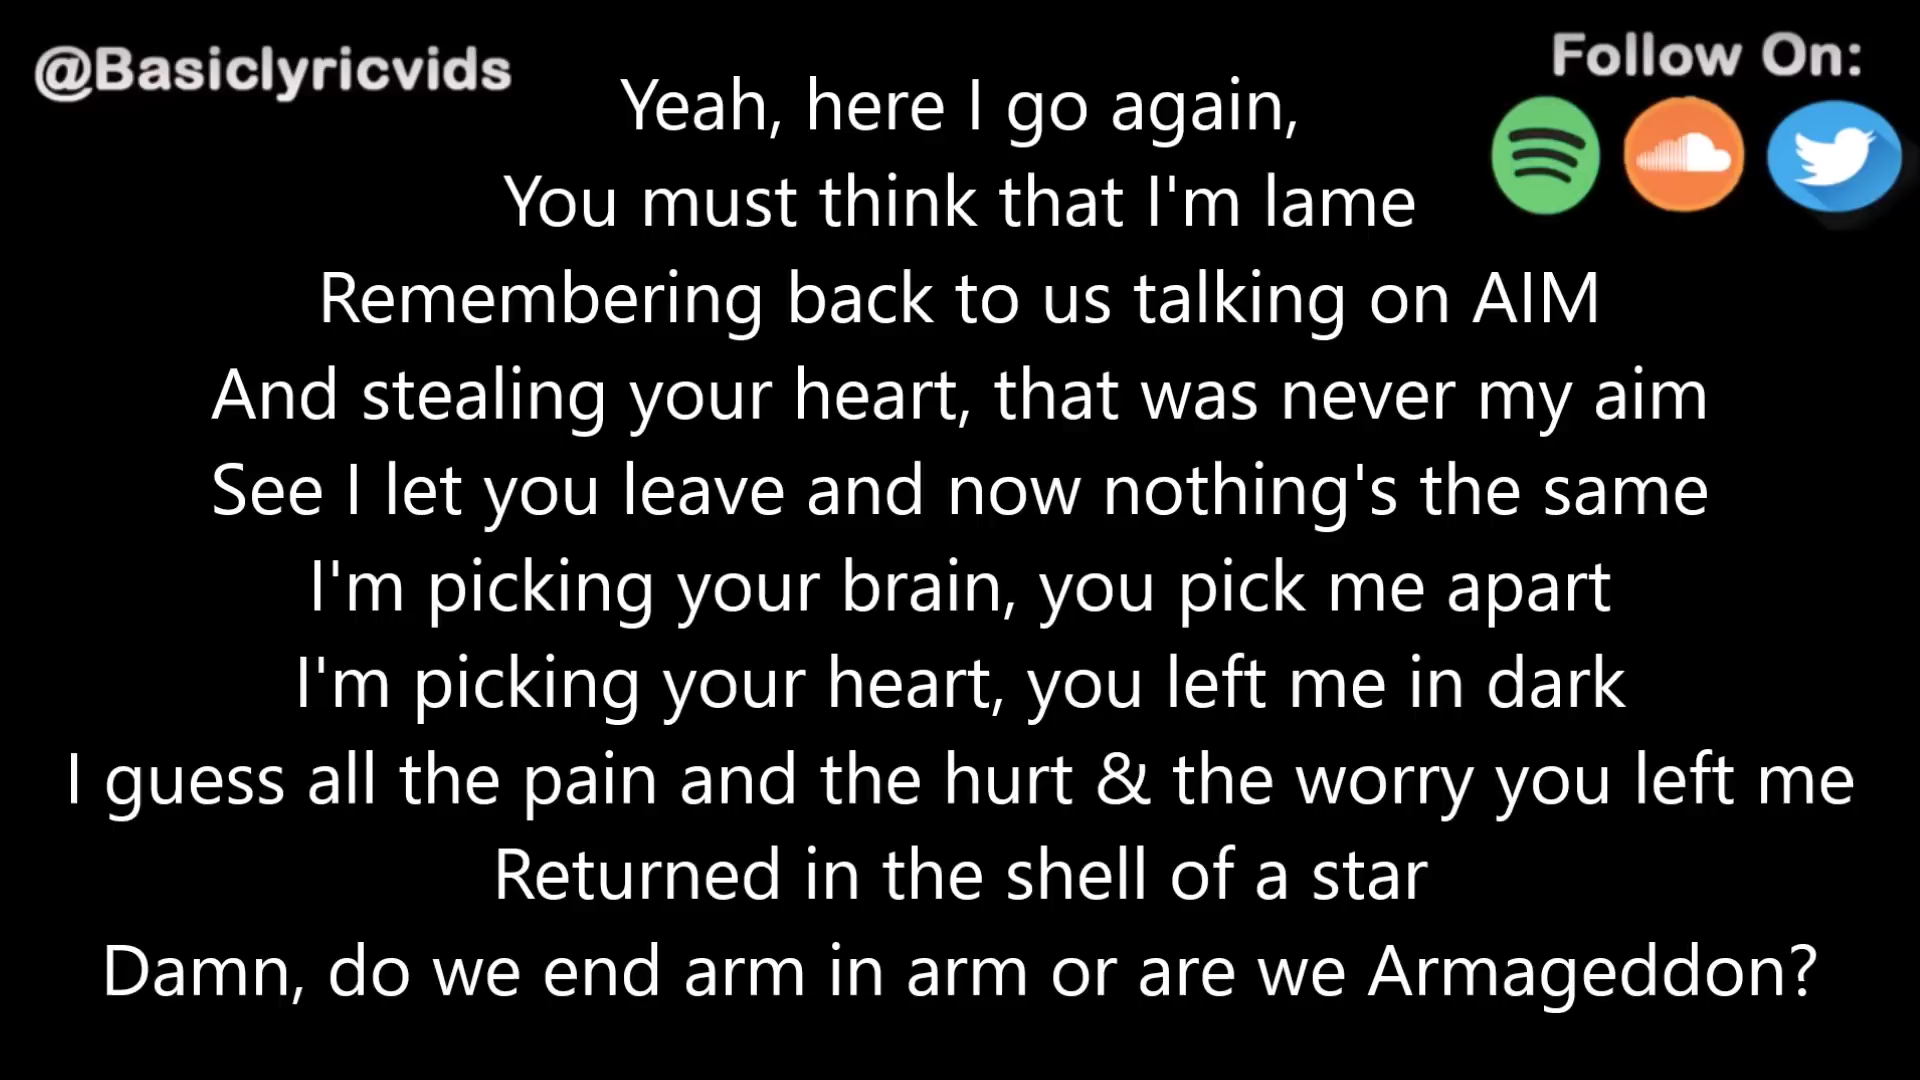 @Basiclyricvids
Follow On:
Yeah, here I go again,
You must think that I'm lame
Remembering back to us talking on AIM
And stealing your heart, that was never my aim
See I let you leave and now nothing's the same
I'm picking your brain, you pick me apart
I'm picking your heart, you left me in dark
I guess all the pain and the hurt & the worry you left me
Returned in the shell of a star
Damn, do we end arm in arm or are we Armageddon?